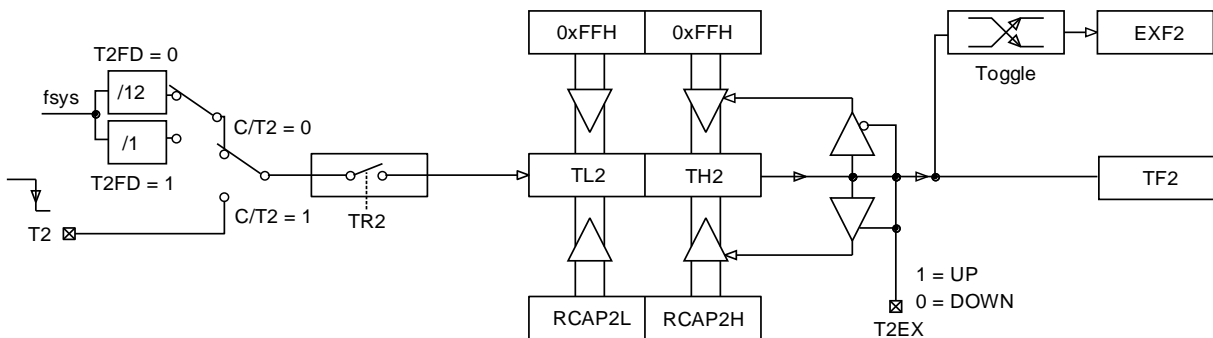 0xFFH 0xFFH EXF2
T2FD = 0
Toggle
/12
fsys
C/T2 = 0
/1
TL2 TH2 TF2
T2FD = 1
C/T2 = 1
TR2
T2
1 = UP
0 = DOWN
RCAP2L RCAP2H
T2EX